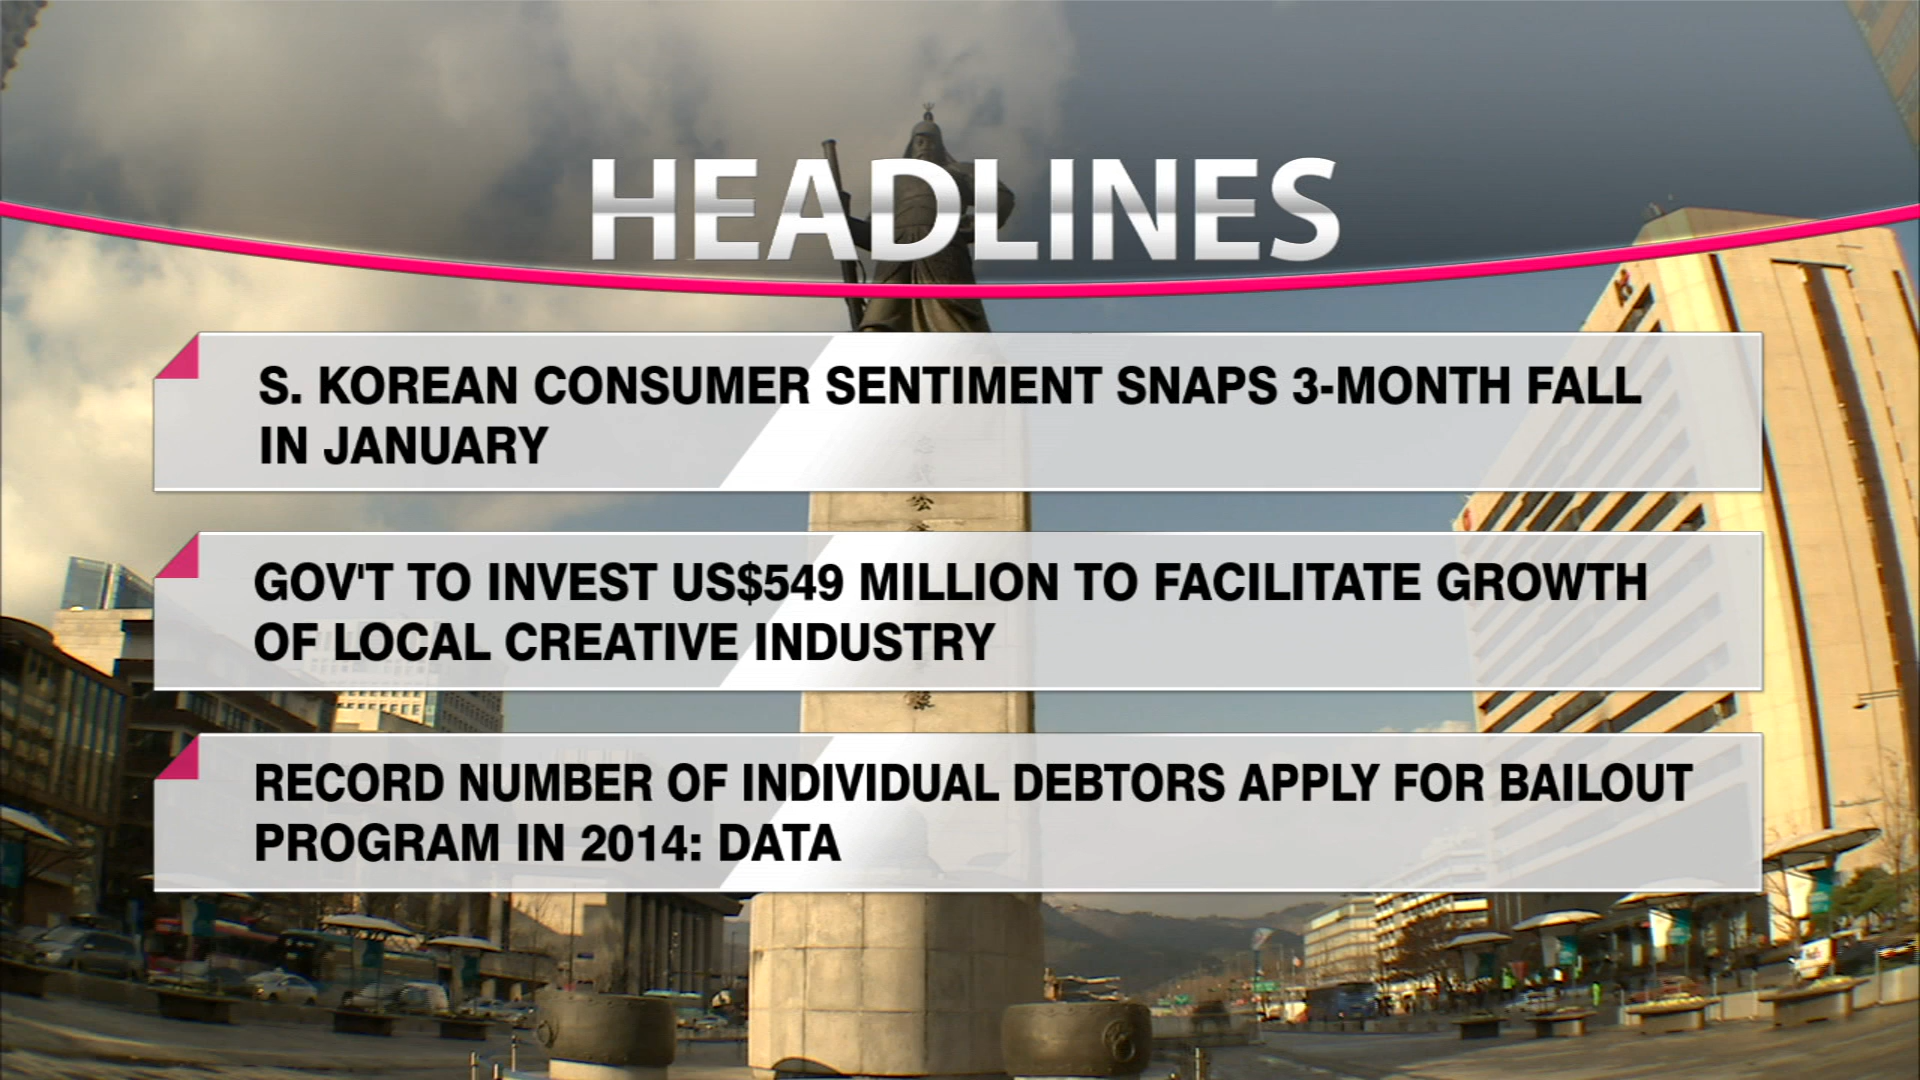 HEADLINES
S. KOREAN CONSUMER SENTIMENT SNAPS 3-MONTH FALL
IN JANUARY
GOV'T TO INVEST US$549 MILLION TO FACILITATE GROWTH
OF LOCAL CREATIVE INDUSTRY
RECORD NUMBER OF INDIVIDUAL DEBTORS APPLY FOR BAILOUT
PROGRAM IN 2014: DATA